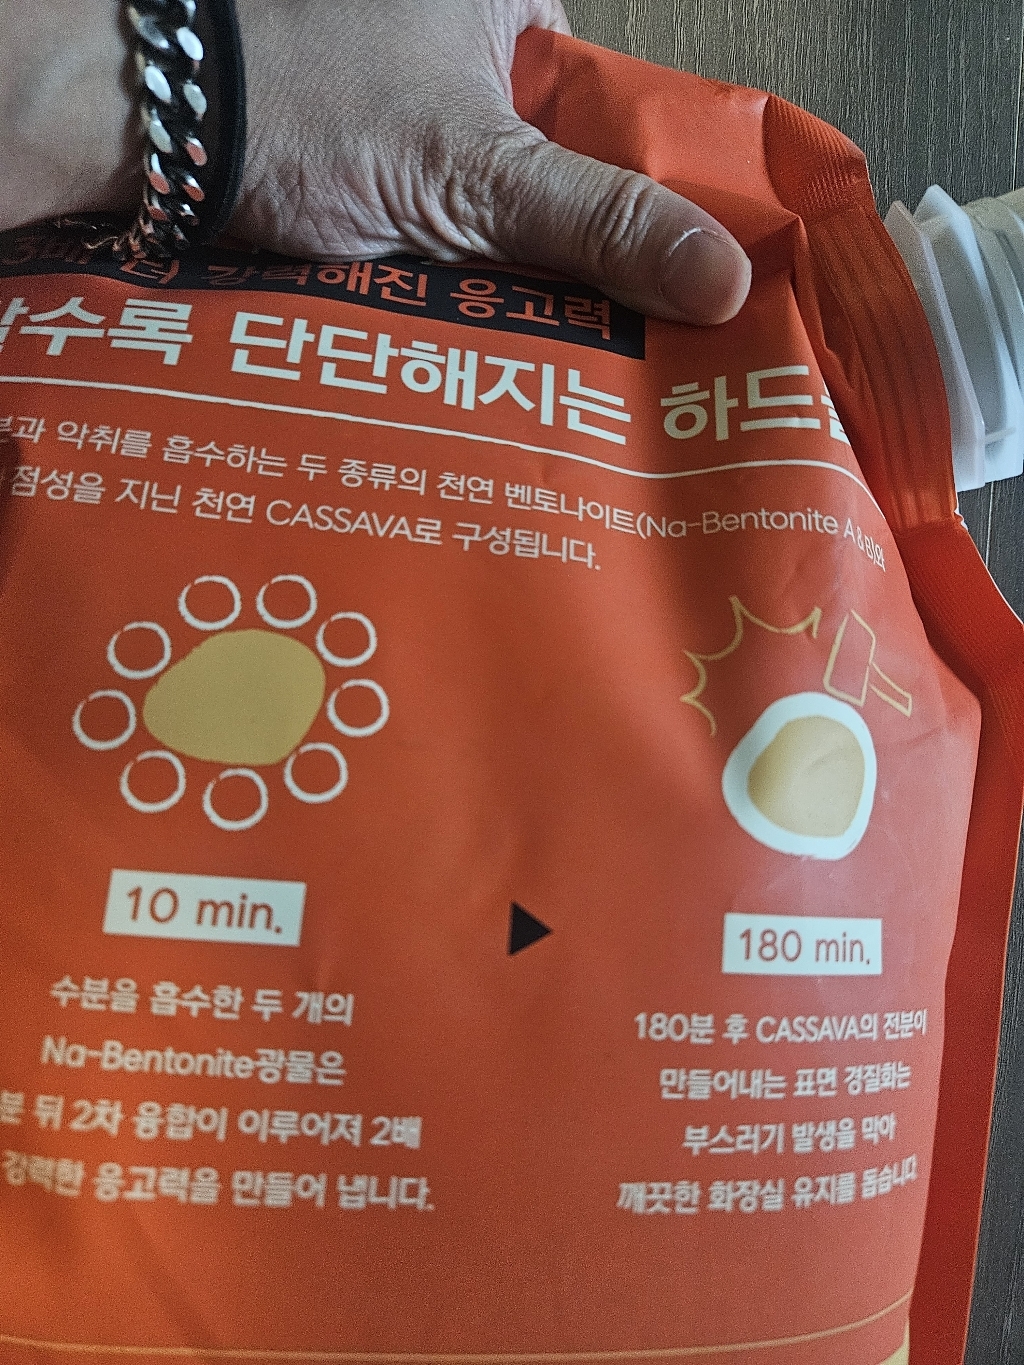 더 강력해진 응고력
단단해지는
악취를 흡수하는 두 종류의 천연 벤토나이트(Na-Bentonite A & B)와
점성을 지닌 천연 CASSAVA로 구성됩니다.
10 min.
수분을 흡수한 두 개의
Na-Bentonite광물은
뒤 2차 융합이 이루어져 2배
강력한 응고력을 만들어 냅니다.
180 min.
180분 후 CASSAVA의 전분이
만들어내는 표면 경질화는
부스러기 발생을 막아
깨끗한 화장실 유지를 돕습니다.